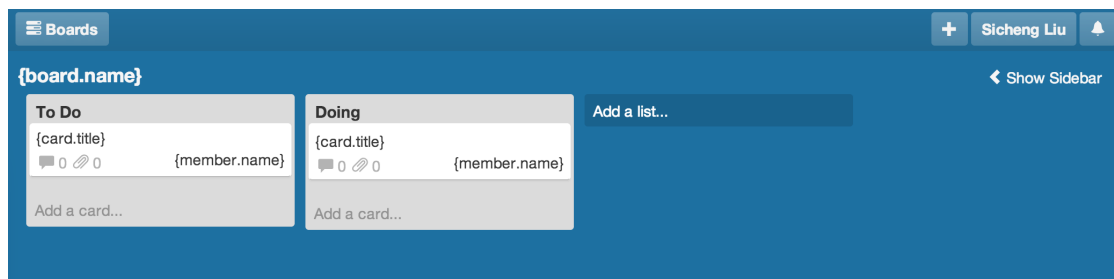 Boards
+ Sicheng Liu
{board.name}
Show Sidebar
To Do
{card.title}
0 0 {member.name}
Add a card...
Doing
{card.title}
0 0 {member.name}
Add a card...
Add a list...